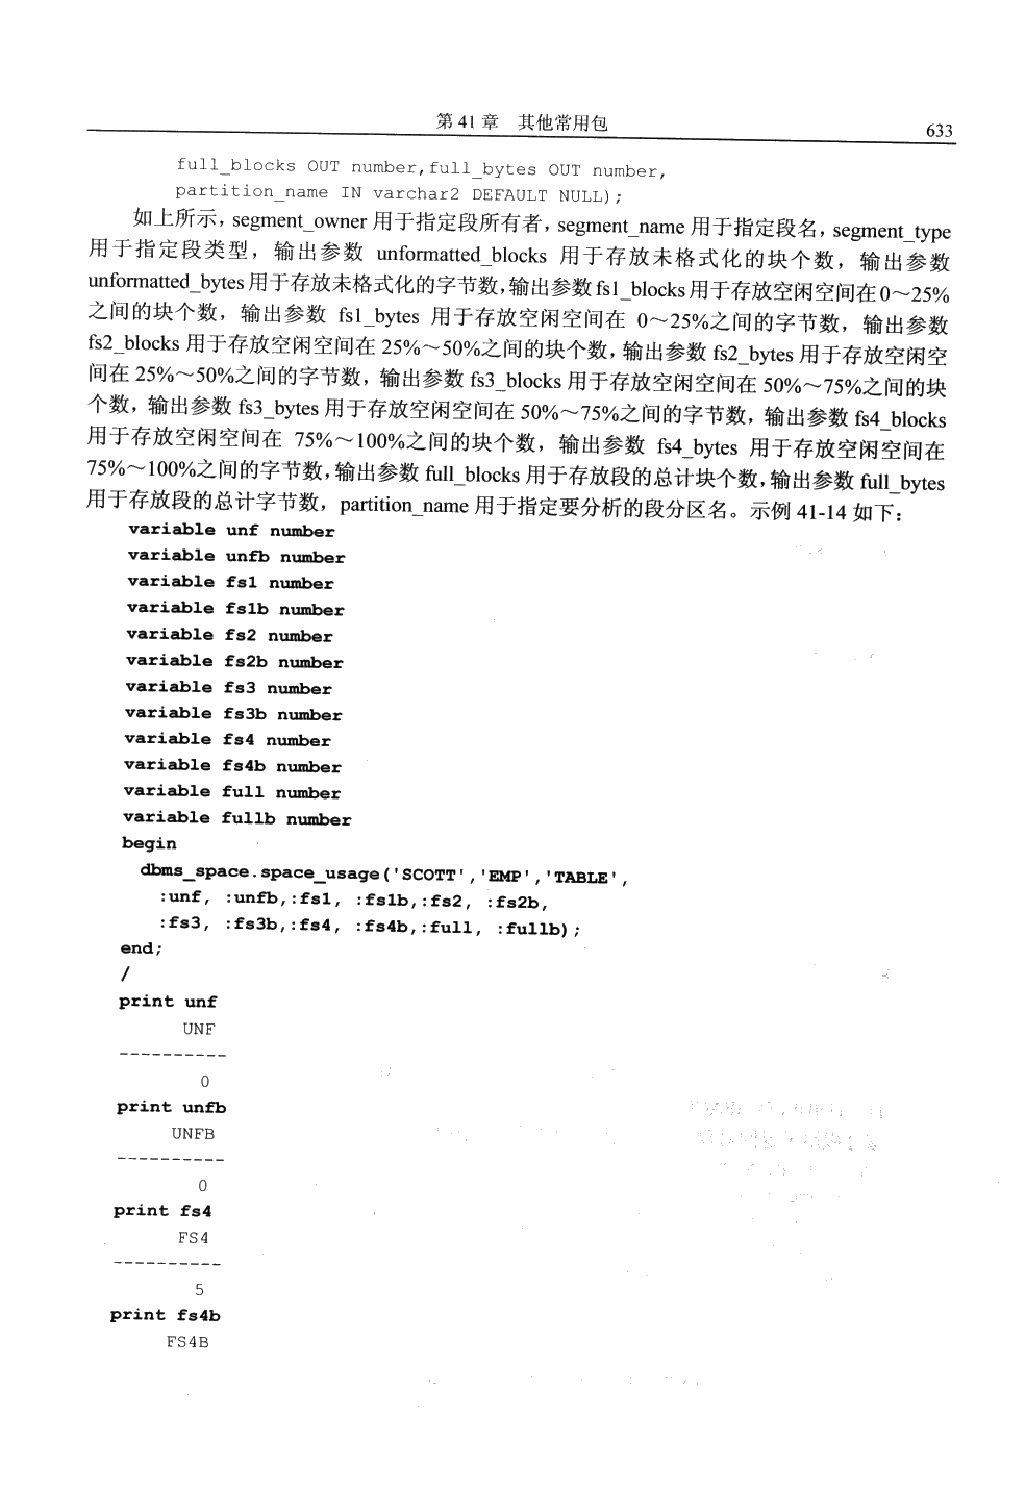 第 41 章　其他常用包
633
full_blocks OUT number,full_bytes OUT number,
partition_name IN varchar2 DEFAULT NULL);
如上所示，segment_owner 用于指定段所有者，segment_name 用于指定段名，segment_type
用于指定段类型，输出参数 unformatted_blocks 用于存放未格式化的块个数，输出参数
unformatted_bytes 用于存放未格式化的字节数，输出参数 fs1_blocks 用于存放空闲空间在 0～25%
之间的块个数，输出参数 fs1_bytes 用于存放空闲空间在 0～25%之间的字节数，输出参数
fs2_blocks 用于存放空闲空间在 25%～50%之间的块个数，输出参数 fs2_bytes 用于存放空闲空
间在 25%～50%之间的字节数，输出参数 fs3_blocks 用于存放空闲空间在 50%～75%之间的块
个数，输出参数 fs3_bytes 用于存放空闲空间在 50%～75%之间的字节数，输出参数 fs4_blocks
用于存放空闲空间在 75%～100%之间的块个数，输出参数 fs4_bytes 用于存放空闲空间在
75%～100%之间的字节数，输出参数 full_blocks 用于存放段的总计块个数，输出参数 full_bytes
用于存放段的总计字节数，partition_name 用于指定要分析的段分区名。示例 41-14 如下：
variable unf number
variable unfb number
variable fs1 number
variable fs1b number
variable fs2 number
variable fs2b number
variable fs3 number
variable fs3b number
variable fs4 number
variable fs4b number
variable full number
variable fullb number
begin
dbms_space.space_usage('SCOTT','EMP','TABLE',
:unf, :unfb,:fs1, :fs1b,:fs2, :fs2b,
:fs3, :fs3b,:fs4, :fs4b,:full, :fullb);
end;
/
print unf
UNF
----------
0
print unfb
UNFB
----------
0
print fs4
FS4
----------
5
print fs4b
FS4B